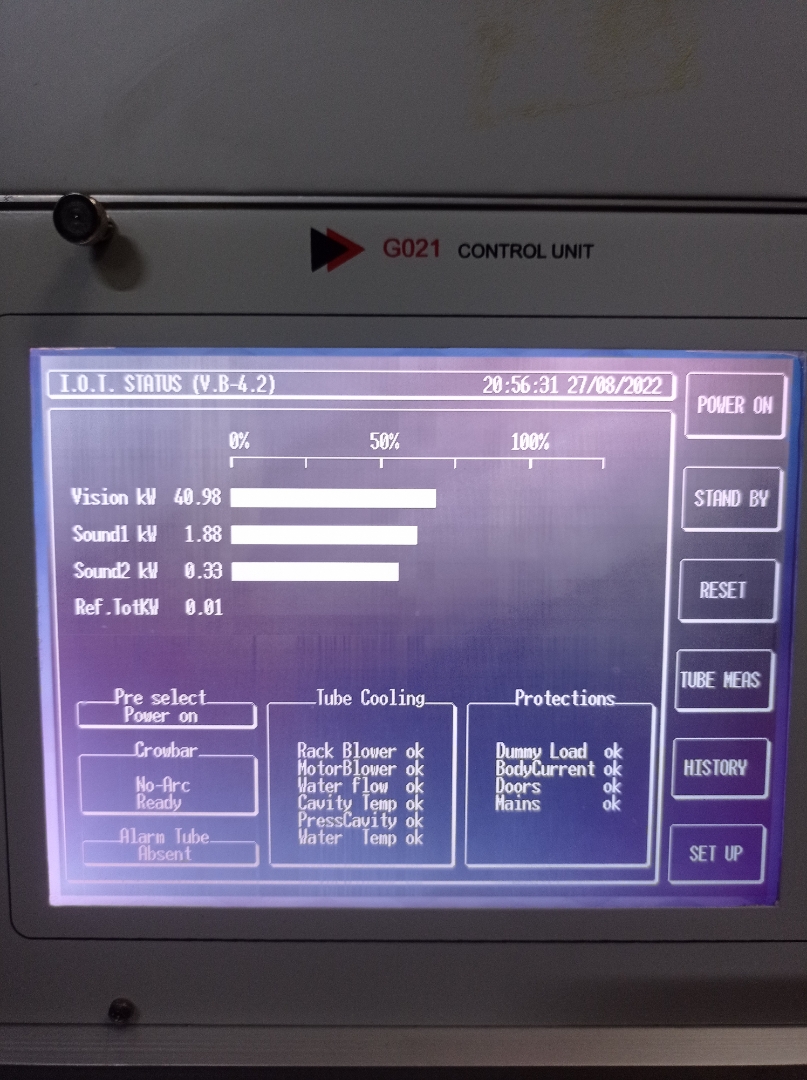 G021 CONTROL UNIT
I.O.T. STATUS (V.B-4.2) 20:56:31 27/08/2022
0% 50% 100%
Vision kW 40.98
Sound1 kW 1.88
Sound2 kW 0.33
Ref.TotKW 0.01
Pre select
Power on
Crowbar
No-Arc
Ready
Alarm Tube
Absent
Tube Cooling
Rack Blower ok
MotorBlower ok
Water flow ok
Cavity Temp ok
PressCavity ok
Water Temp ok
Protections
Dummy Load ok
BodyCurrent ok
Doors ok
Mains ok
POWER ON
STAND BY
RESET
TUBE MEAS
HISTORY
SET UP